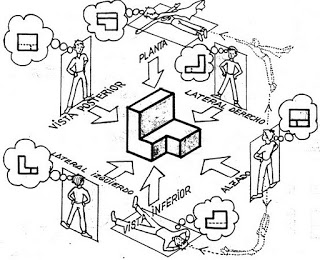 PLANTA
VISTA POSTERIOR
LATERAL DERECHO
LATERAL IZQUIERDO
VISTA INFERIOR
ALZADO